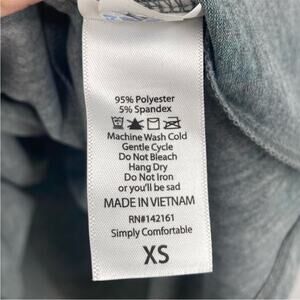 95% Polyester
5% Spandex
Machine Wash Cold
Gentle Cycle
Do Not Bleach
Hang Dry
Do Not Iron
or you'll be sad
MADE IN VIETNAM
RN#142161
Simply Comfortable
XS